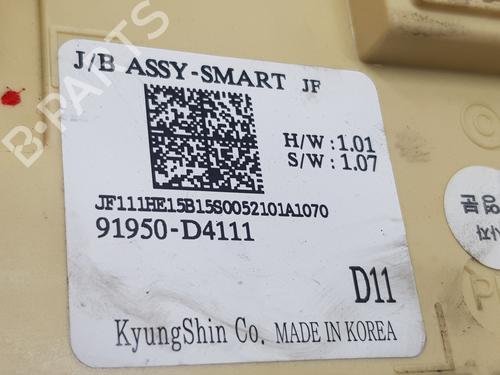 J/B ASSY-SMART JF
H/W : 1.01
S/W : 1.07
JF111HE15B15S0052101A1070
91950-D4111
D11
KyungShin Co. MADE IN KOREA
B-PARTS